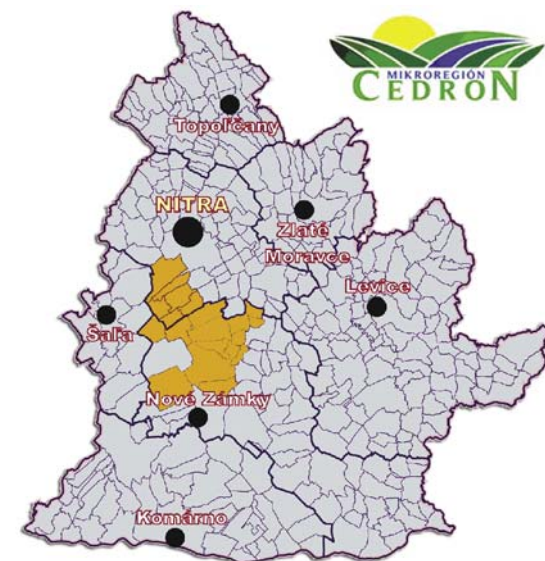 MIKROREGIÓN
CEDRON
Topoľčany
NITRA
Zlaté
Moravce
Levice
Šaľa
Nové Zámky
Komárno